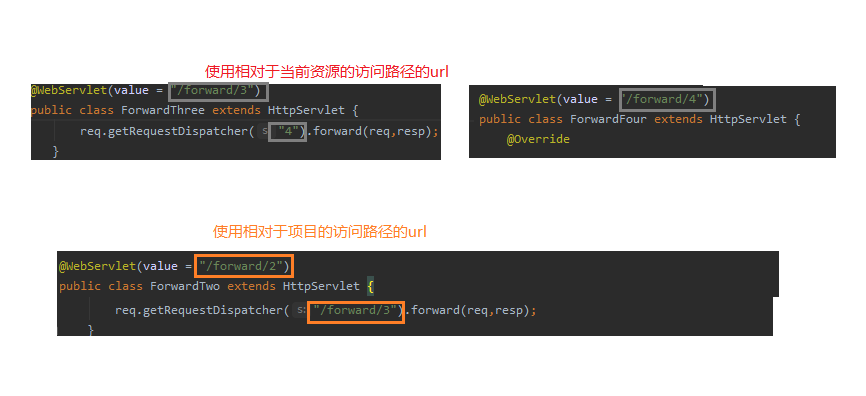 使用相对于当前资源的访问路径的url
@WebServlet(value = "/forward/3")
public class ForwardThree extends HttpServlet {
req.getRequestDispatcher( s: "4").forward(req,resp);
}
@WebServlet(value = "/forward/4")
public class ForwardFour extends HttpServlet {
@Override
使用相对于项目的访问路径的url
@WebServlet(value = "/forward/2")
public class ForwardTwo extends HttpServlet {
req.getRequestDispatcher( s: "/forward/3").forward(req,resp);
}